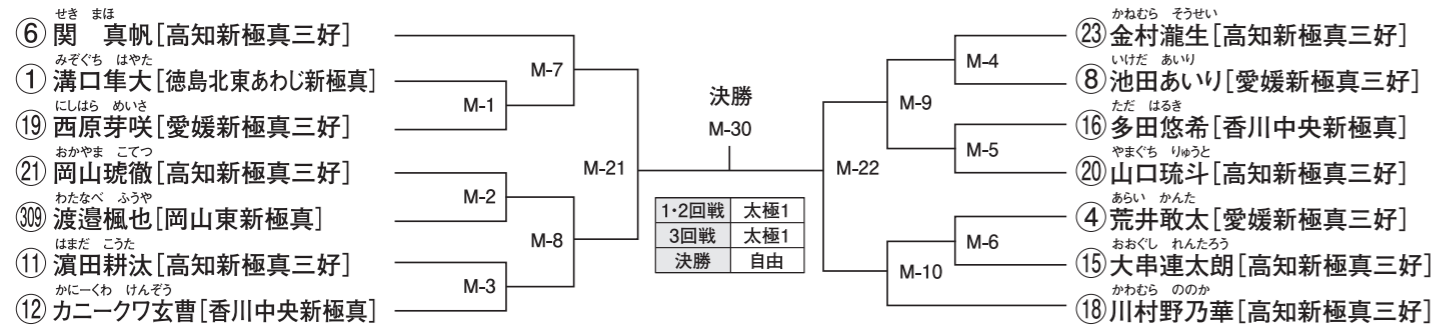 せき まほ
⑥ 関 真帆[高知新極真三好]
みぞぐち はやた
① 溝口隼大[徳島北東あわじ新極真]
にしはら めいさ
⑲ 西原芽咲[愛媛新極真三好]
おかやま こてつ
㉑ 岡山琥徹[高知新極真三好]
わたなべ ふうや
309 渡邉楓也[岡山東新極真]
はまだ こうた
⑪ 濵田耕汰[高知新極真三好]
かにーくわ けんぞう
⑫ カニークワ玄曹[香川中央新極真]
M-7
M-1
M-2
M-8
M-3
M-21
決勝
M-30
1・2回戦 太極1
3回戦 太極1
決勝 自由
M-22
M-4
M-9
M-5
M-6
M-10
かねむら そうせい
㉓ 金村瀧生[高知新極真三好]
いけだ あいり
⑧ 池田あいり[愛媛新極真三好]
ただ はるき
⑯ 多田悠希[香川中央新極真]
やまぐち りゅうと
⑳ 山口琉斗[高知新極真三好]
あらい かんた
④ 荒井敢太[愛媛新極真三好]
おおぐし れんたろう
⑮ 大串連太朗[高知新極真三好]
かわむら ののか
⑱ 川村野乃華[高知新極真三好]